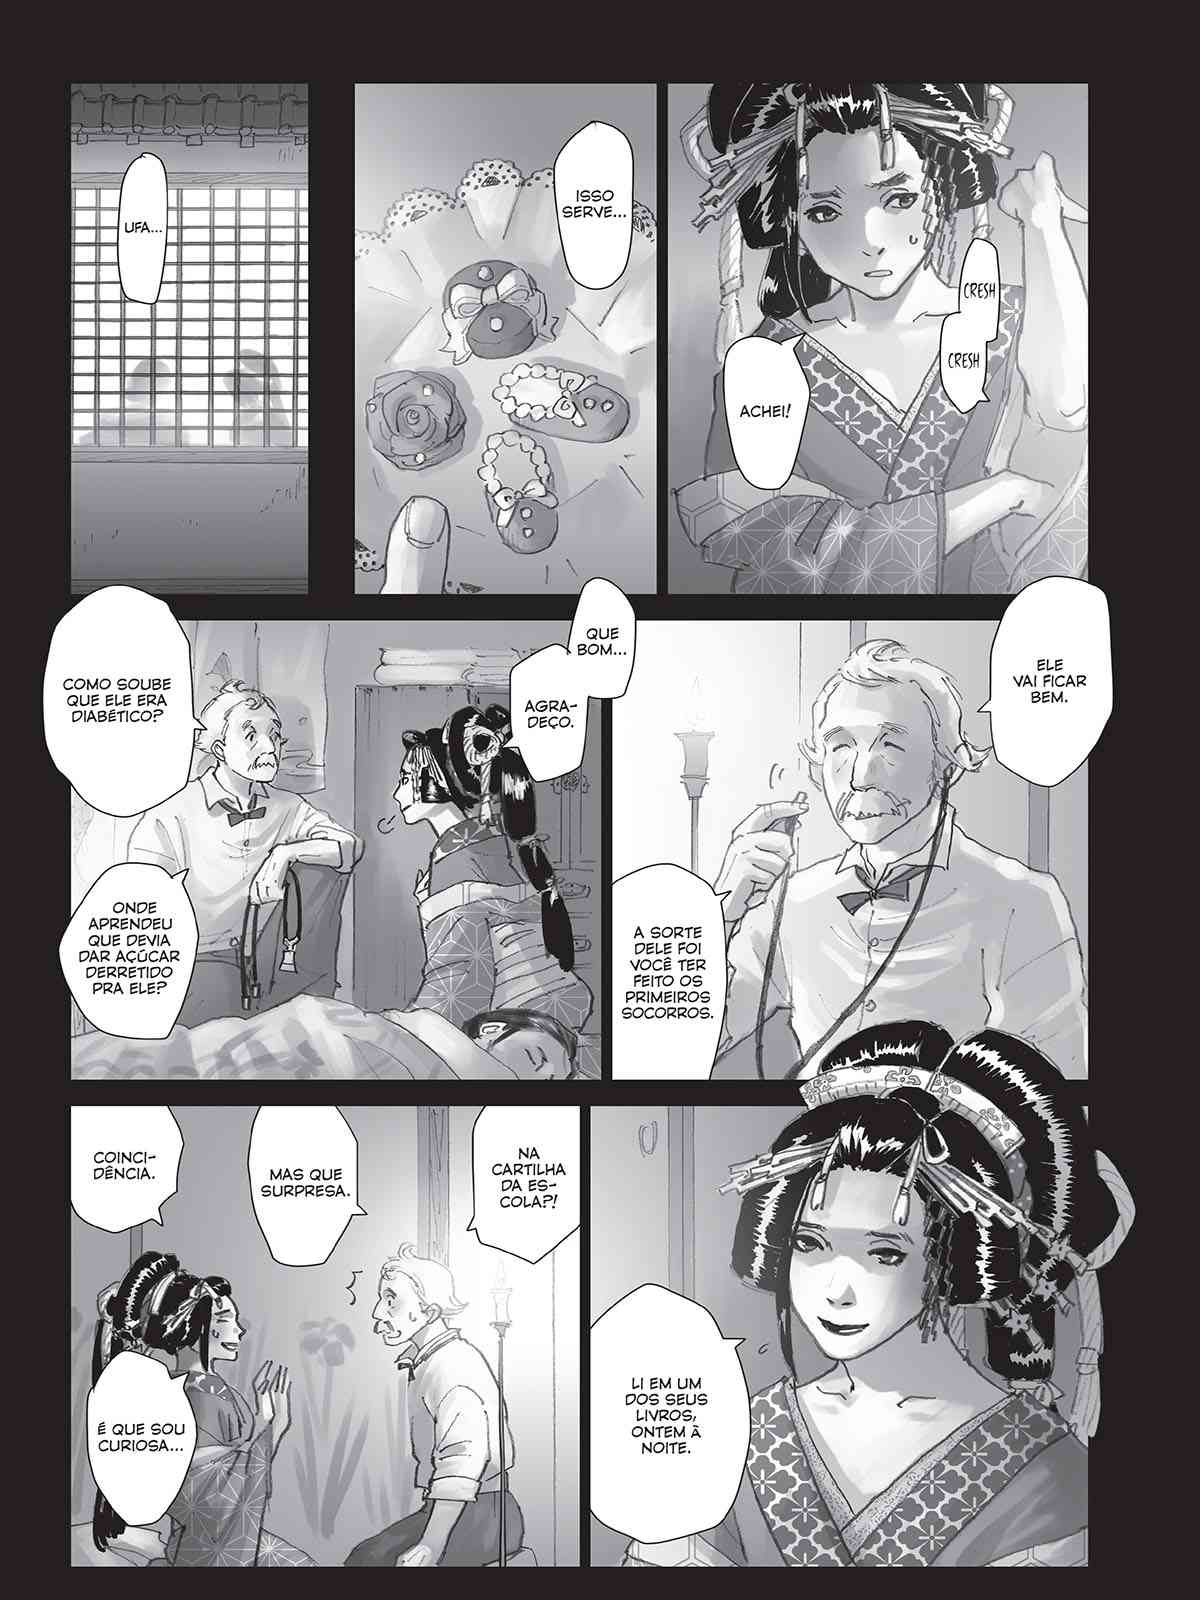 CRESH
CRESH
ACHEI!
ISSO
SERVE...
UFA...
ELE
VAI FICAR
BEM.
A SORTE
DELE FOI
VOCÊ TER
FEITO OS
PRIMEIROS
SOCORROS.
QUE
BOM...
AGRA-
DEÇO.
COMO SOUBE
QUE ELE ERA
DIABÉTICO?
ONDE
APRENDEU
QUE DEVIA
DAR AÇÚCAR
DERRETIDO
PRA ELE?
LI EM UM
DOS SEUS
LIVROS,
ONTEM À
NOITE.
NA
CARTILHA
DA ES-
COLA?!
MAS QUE
SURPRESA.
COINCI-
DÊNCIA.
É QUE SOU
CURIOSA...